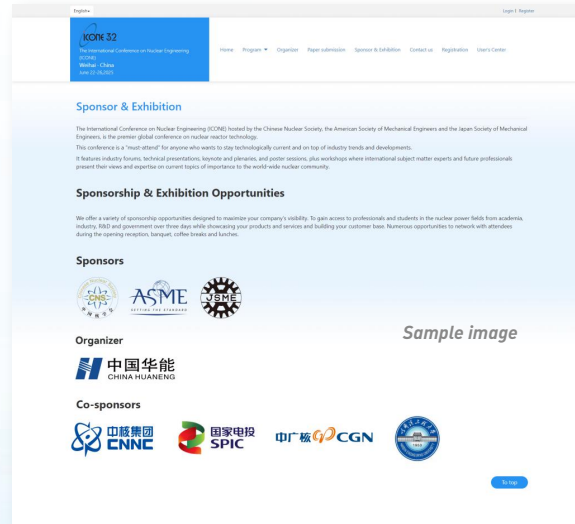 English▾
Login | Register
ICONE 32
The International Conference on Nuclear Engineering
(ICONE)
Weihai · China
June 22-26,2025
Home Program ▼ Organizer Paper submission Sponsor & Exhibition Contact us Registration User's Center
Sponsor & Exhibition
The International Conference on Nuclear Engineering (ICONE) hosted by the Chinese Nuclear Society, the American Society of Mechanical Engineers and the Japan Society of Mechanical
Engineers, is the premier global conference on nuclear reactor technology.
This conference is a "must-attend" for anyone who wants to stay technologically current and on top of industry trends and developments.
It features industry forums, technical presentations, keynote and plenaries, and poster sessions, plus workshops where international subject matter experts and future professionals
present their views and expertise on current topics of importance to the world-wide nuclear community.
Sponsorship & Exhibition Opportunities
We offer a variety of sponsorship opportunities designed to maximize your company's visibility. To gain access to professionals and students in the nuclear power fields from academia,
industry, R&D and government over three days while showcasing your products and services and building your customer base. Numerous opportunities to network with attendees
during the opening reception, banquet, coffee breaks and lunches.
Sponsors
CNS
ASME
SETTING THE STANDARD
JSME
Sample image
Organizer
中国华能
CHINA HUANENG
Co-sponsors
中核集团
CNNC
国家电投
SPIC
中广核 CGN
1953
To top